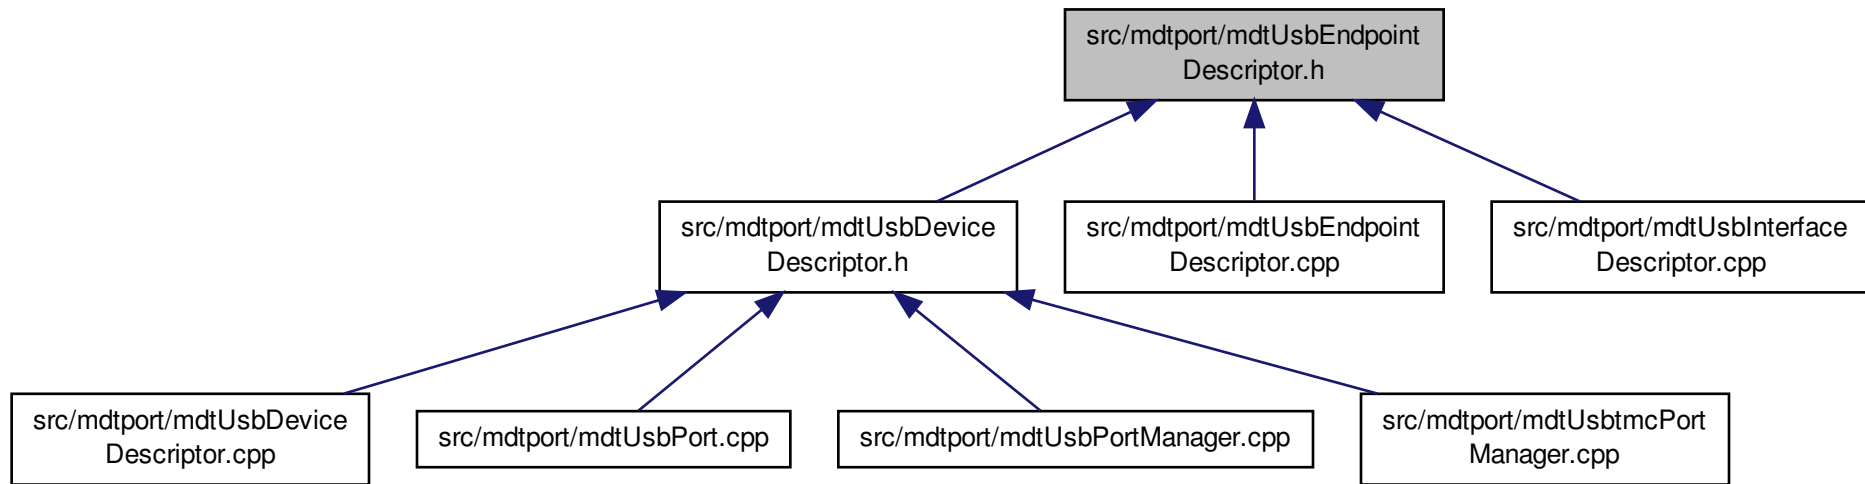 src/mdtport/mdtUsbEndpoint
Descriptor.h
src/mdtport/mdtUsbDevice
Descriptor.h
src/mdtport/mdtUsbEndpoint
Descriptor.cpp
src/mdtport/mdtUsbInterface
Descriptor.cpp
src/mdtport/mdtUsbDevice
Descriptor.cpp
src/mdtport/mdtUsbPort.cpp
src/mdtport/mdtUsbPortManager.cpp
src/mdtport/mdtUsbtmcPort
Manager.cpp